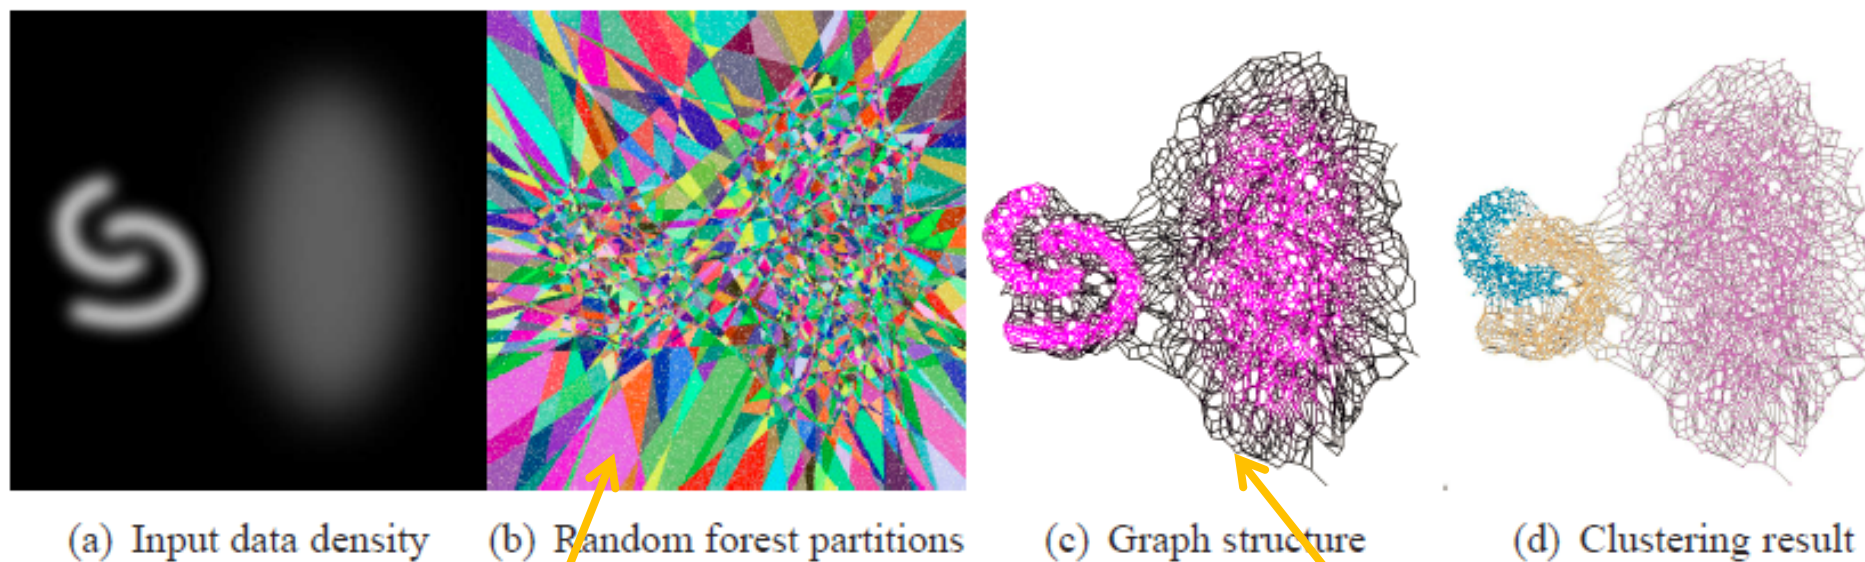 (a) Input data density
(b) Random forest partitions
(c) Graph structure
(d) Clustering result